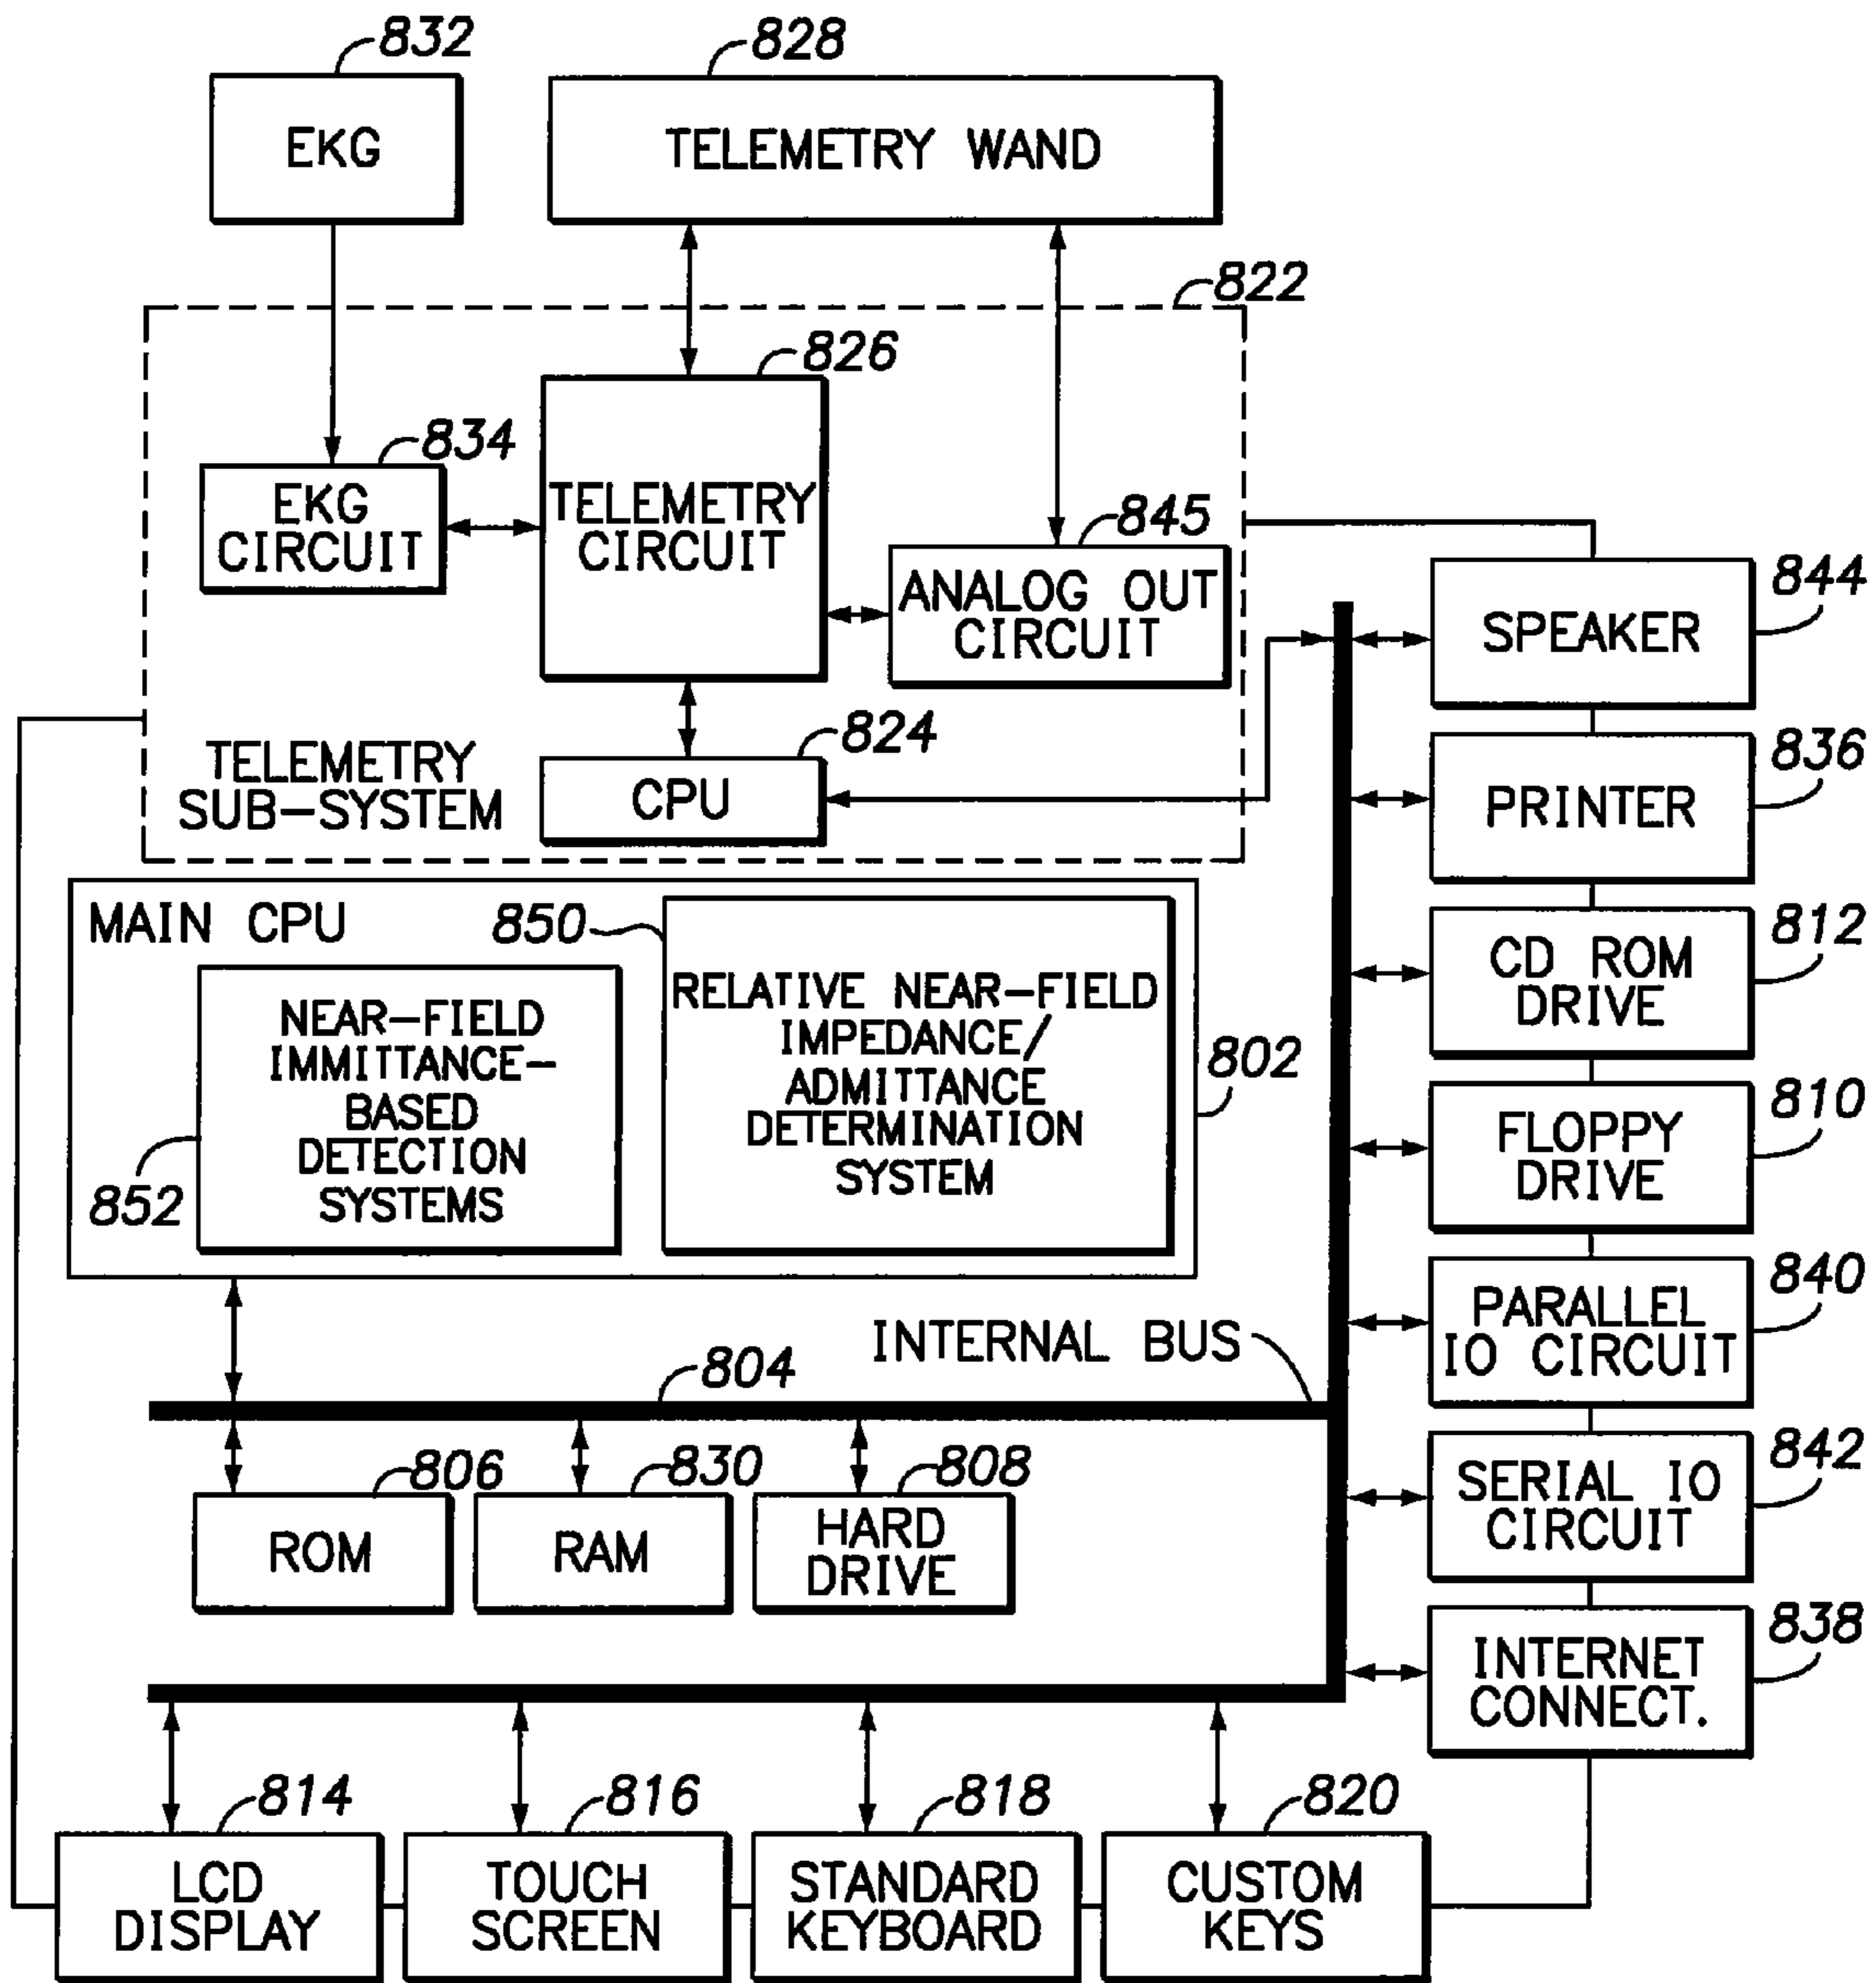 832
828
EKG
TELEMETRY WAND
822
826
834
EKG
CIRCUIT
TELEMETRY
CIRCUIT
845
ANALOG OUT
CIRCUIT
844
SPEAKER
824
CPU
TELEMETRY
SUB-SYSTEM
836
PRINTER
MAIN CPU
850
852
NEAR-FIELD
IMMITTANCE-
BASED
DETECTION
SYSTEMS
RELATIVE NEAR-FIELD
IMPEDANCE/
ADMITTANCE
DETERMINATION
SYSTEM
802
812
CD ROM
DRIVE
810
FLOPPY
DRIVE
840
PARALLEL
IO CIRCUIT
INTERNAL BUS
804
842
SERIAL IO
CIRCUIT
806
ROM
830
RAM
808
HARD
DRIVE
838
INTERNET
CONNECT.
814
LCD
DISPLAY
816
TOUCH
SCREEN
818
STANDARD
KEYBOARD
820
CUSTOM
KEYS